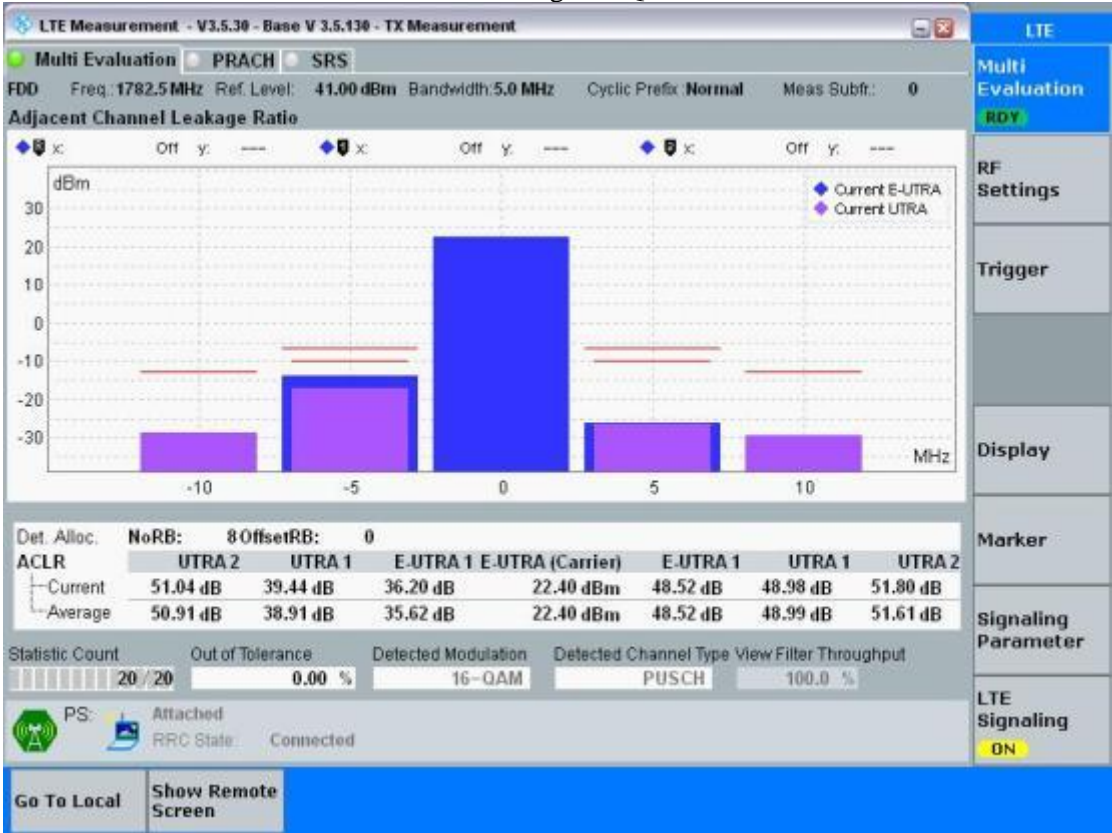 LTE Measurement - V3.5.30 - Base V 3.5.130 - TX Measurement
LTE
Multi Evaluation PRACH SRS
FDD Freq.: 1782.5 MHz Ref. Level: 41.00 dBm Bandwidth: 5.0 MHz Cyclic Prefix: Normal Meas Subfr.: 0
Adjacent Channel Leakage Ratio
x: Off y: --- x: Off y: --- x: Off y: ---
dBm
Current E-UTRA
Current UTRA
30
20
10
0
-10
-20
-30
MHz
-10 -5 0 5 10
Det. Alloc. NoRB: 8 OffsetRB: 0
ACLR UTRA 2 UTRA 1 E-UTRA 1 E-UTRA (Carrier) E-UTRA 1 UTRA 1 UTRA 2
Current 51.04 dB 39.44 dB 36.20 dB 22.40 dBm 48.52 dB 48.98 dB 51.80 dB
Average 50.91 dB 38.91 dB 35.62 dB 22.40 dBm 48.52 dB 48.99 dB 51.61 dB
Statistic Count Out of Tolerance Detected Modulation Detected Channel Type View Filter Throughput
20 / 20 0.00 % 16-QAM PUSCH 100.0 %
PS: Attached
RRC State: Connected
Multi
Evaluation
RDY
RF
Settings
Trigger
Display
Marker
Signaling
Parameter
LTE
Signaling
ON
Go To Local
Show Remote
Screen